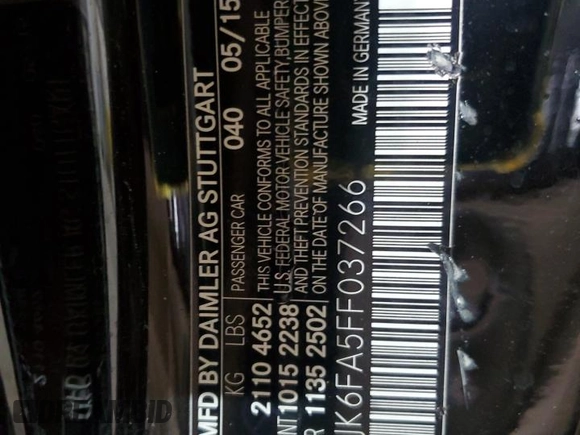 MFD BY DAIMLER AG STUTTGART
KG LBS PASSENGER CAR 040 05/15
2110 4652 THIS VEHICLE CONFORMS TO ALL APPLICABLE
NT 1015 2238 U.S. FEDERAL MOTOR VEHICLE SAFETY, BUMPER
R 1135 2502 AND THEFT PREVENTION STANDARDS IN EFFECT
ON THE DATE OF MANUFACTURE SHOWN ABOVE
UK6FA5FF037266 MADE IN GERMANY